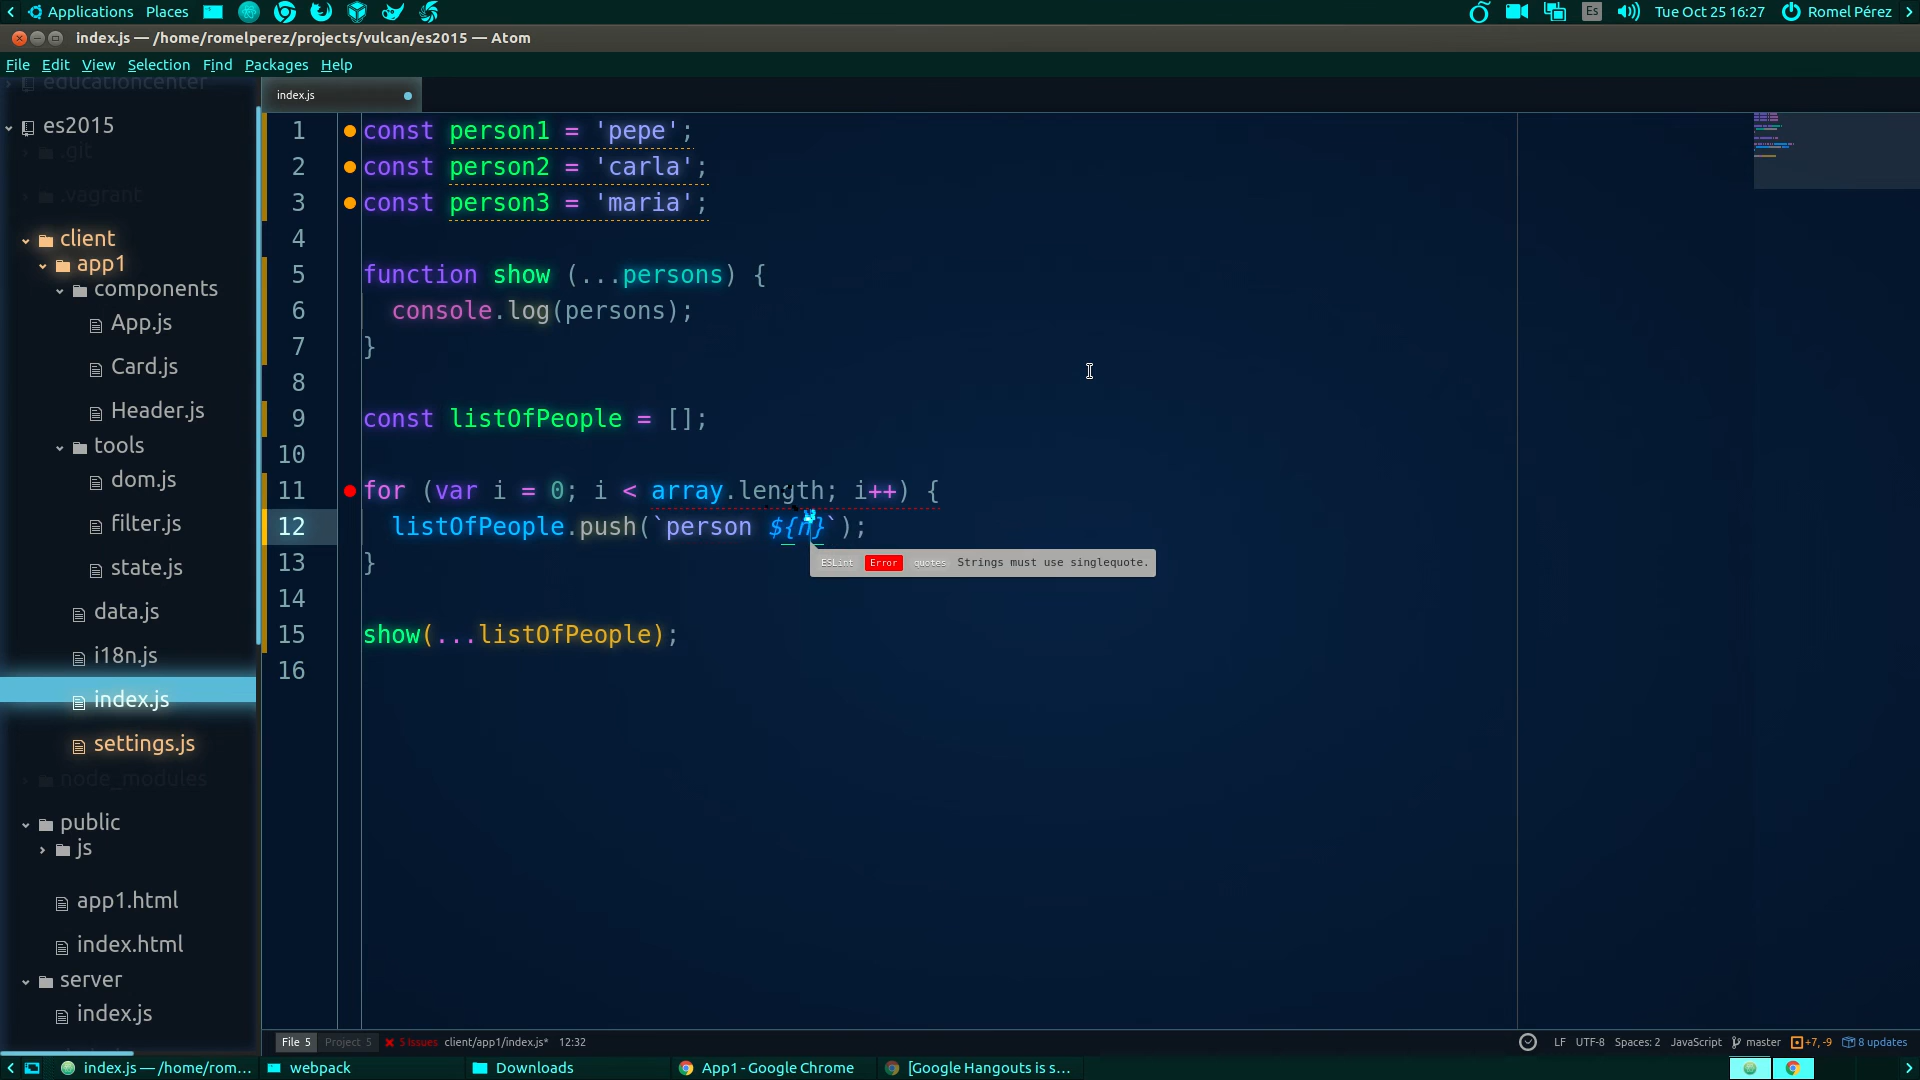 Applications Places Es Tue Oct 25 16:27 Romel Pérez
index.js — /home/romelperez/projects/vulcan/es2015 — Atom
File Edit View Selection Find Packages Help
educationcenter
es2015
.git
.vagrant
client
app1
components
App.js
Card.js
Header.js
tools
dom.js
filter.js
state.js
data.js
i18n.js
index.js
settings.js
node_modules
public
js
app1.html
index.html
server
index.js
index.js
1 const person1 = 'pepe';
2 const person2 = 'carla';
3 const person3 = 'maria';
4
5 function show (...persons) {
6 console.log(persons);
7 }
8
9 const listOfPeople = [];
10
11 for (var i = 0; i < array.length; i++) {
12 listOfPeople.push(`person ${n}`);
ESLint Error quotes Strings must use singlequote.
13 }
14
15 show(...listOfPeople);
16
File 5 Project 5 5 Issues client/app1/index.js* 12:32 LF UTF-8 Spaces: 2 JavaScript master +7, -9 8 updates
index.js — /home/rom... webpack Downloads App1 - Google Chrome [Google Hangouts is s...